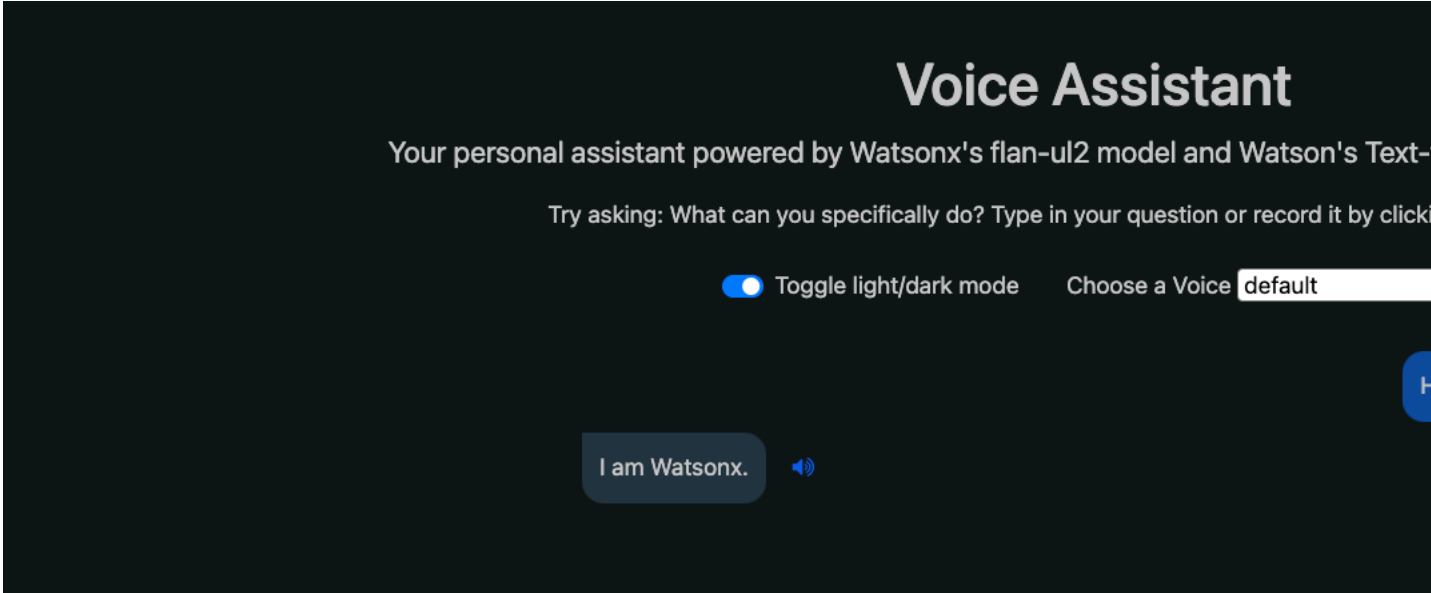 Voice Assistant
Your personal assistant powered by Watsonx's flan-ul2 model and Watson's Text-
Try asking: What can you specifically do? Type in your question or record it by
Toggle light/dark mode Choose a Voice default
I am Watsonx.